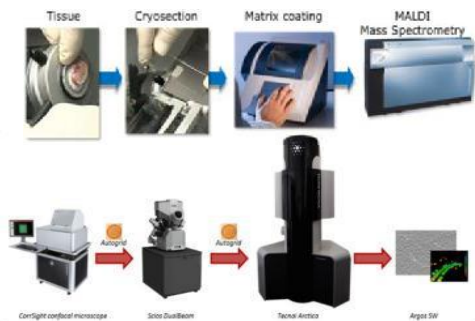 Tissue
Cryosection
Matrix coating
MALDI
Mass Spectrometry
Autogrid
Autogrid
CorrSight confocal microscope
Scios DualBeam
Tecnai Arctica
Argos SW